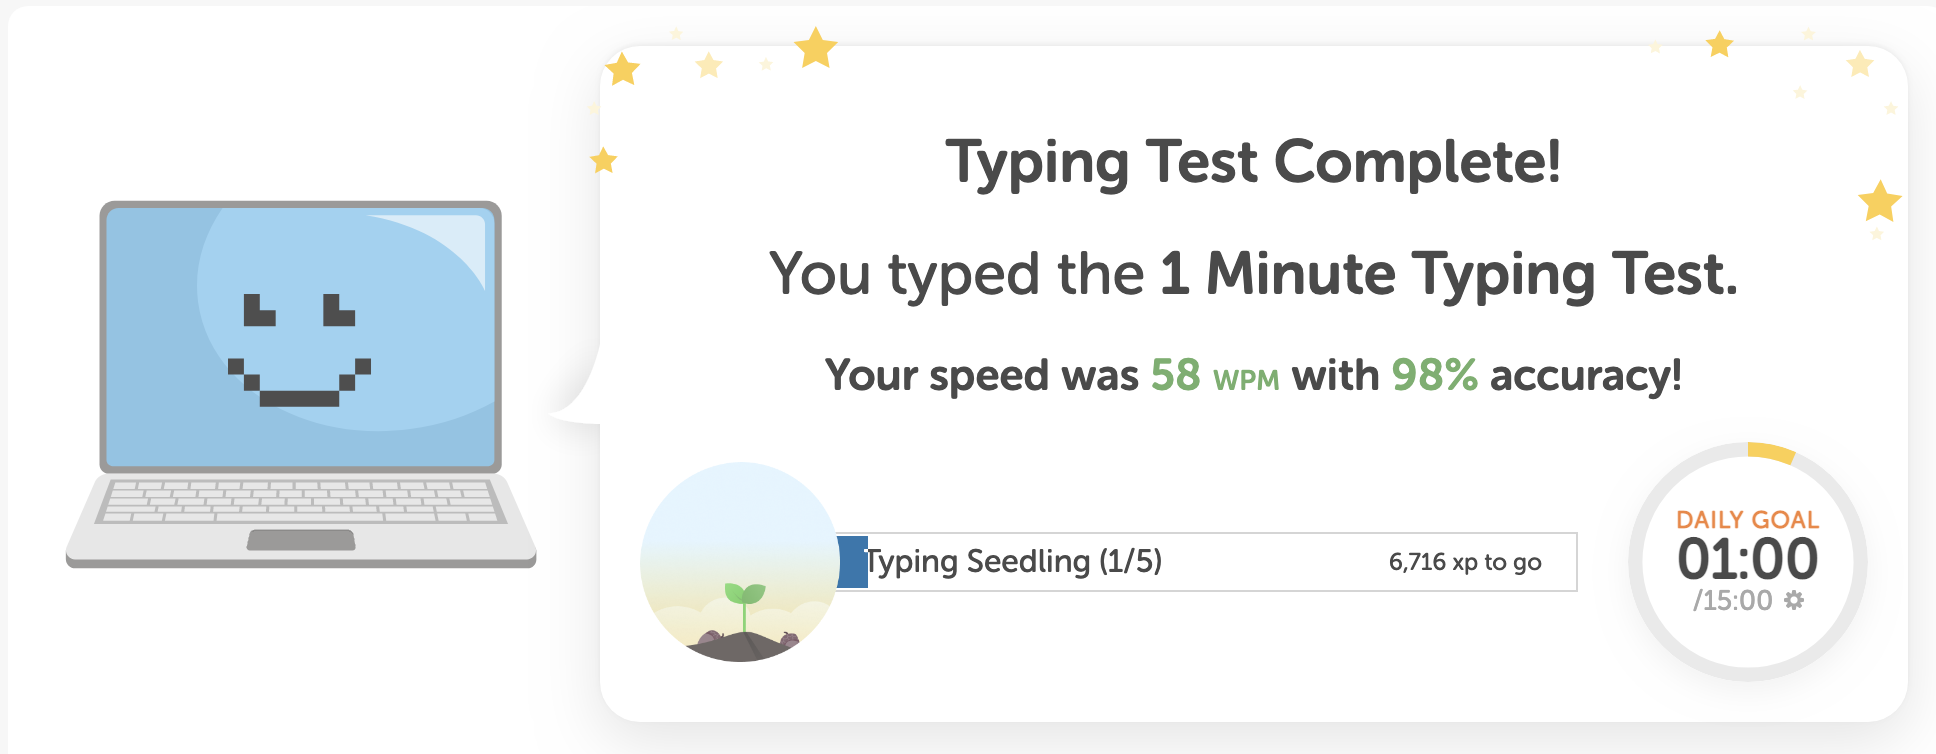 Typing Test Complete!
You typed the 1 Minute Typing Test.
Your speed was 58 WPM with 98% accuracy!
Typing Seedling (1/5)
6,716 xp to go
DAILY GOAL
01:00
/15:00